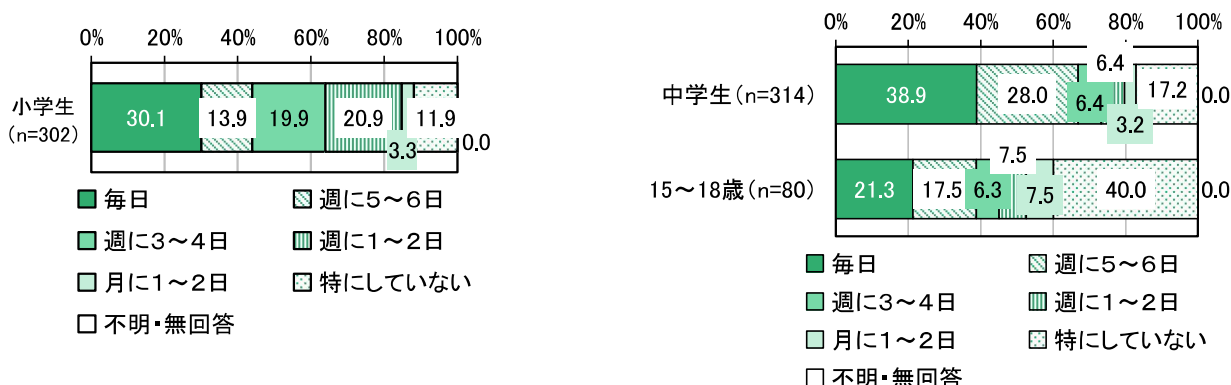 0% 20% 40% 60% 80% 100%
小学生
(n=302)
30.1 13.9 19.9 20.9 3.3 11.9 0.0
毎日 週に5~6日
週に3~4日 週に1~2日
月に1~2日 特にしていない
不明・無回答
0% 20% 40% 60% 80% 100%
中学生(n=314)
38.9 28.0 6.4 6.4 3.2 17.2 0.0
15~18歳(n=80)
21.3 17.5 6.3 7.5 7.5 40.0 0.0
毎日 週に5~6日
週に3~4日 週に1~2日
月に1~2日 特にしていない
不明・無回答